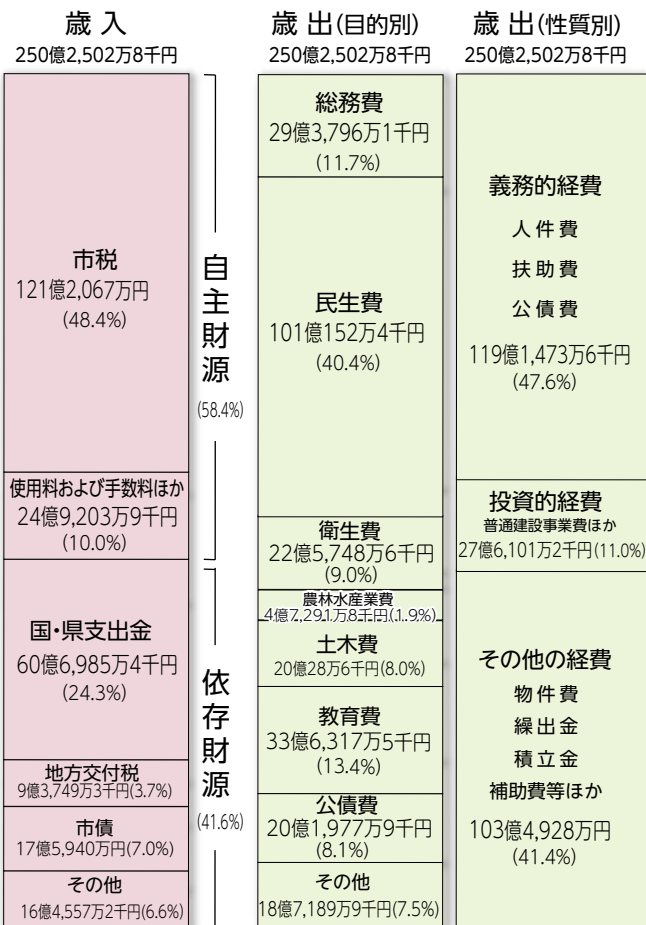 歳入
250億2,502万8千円
市税
121億2,067万円
(48.4%)
使用料および手数料ほか
24億9,203万9千円
(10.0%)
国・県支出金
60億6,985万4千円
(24.3%)
地方交付税
9億3,749万3千円(3.7%)
市債
17億5,940万円(7.0%)
その他
16億4,557万2千円(6.6%)
自主財源
(58.4%)
依存財源
(41.6%)
歳出(目的別)
250億2,502万8千円
総務費
29億3,796万1千円
(11.7%)
民生費
101億152万4千円
(40.4%)
衛生費
22億5,748万6千円
(9.0%)
農林水産業費
4億7,291万8千円(1.9%)
土木費
20億28万6千円(8.0%)
教育費
33億6,317万5千円
(13.4%)
公債費
20億1,977万9千円
(8.1%)
その他
18億7,189万9千円(7.5%)
歳出(性質別)
250億2,502万8千円
義務的経費
人件費
扶助費
公債費
119億1,473万6千円
(47.6%)
投資的経費
普通建設事業費ほか
27億6,101万2千円(11.0%)
その他の経費
物件費
繰出金
積立金
補助費等ほか
103億4,928万円
(41.4%)